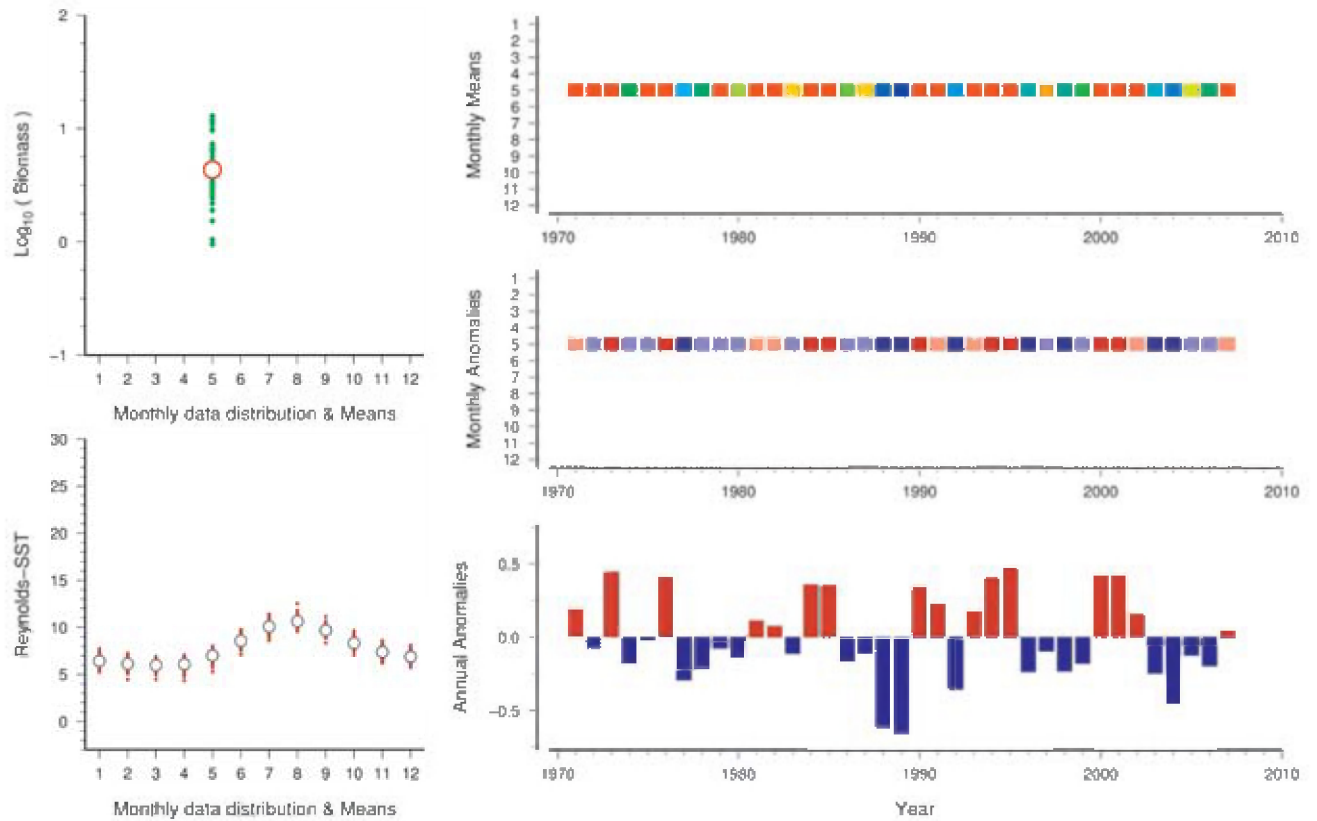 2
1
0
−1
Log10 ( Biomass )
1 2 3 4 5 6 7 8 9 10 11 12
Monthly data distribution & Means
30
25
20
15
10
5
0
Reynolds−SST
1 2 3 4 5 6 7 8 9 10 11 12
Monthly data distribution & Means
Monthly Means
1
2
3
4
5
6
7
8
9
10
11
12
1970 1980 1990 2000 2010
Monthly Anomalies
1
2
3
4
5
6
7
8
9
10
11
12
1970 1980 1990 2000 2010
Annual Anomalies
0.5
0.0
−0.5
1970 1980 1990 2000 2010
Year